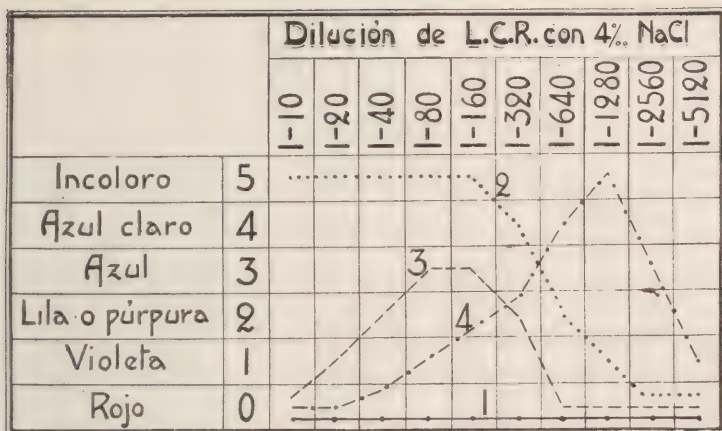 Dilución de L.C.R. con 4‰ NaCl
1-10 1-20 1-40 1-80 1-160 1-320 1-640 1-1280 1-2560 1-5120
Incoloro 5
Azul claro 4
Azul 3
Lila o púrpura 2
Violeta 1
Rojo 0
2
3
4
1